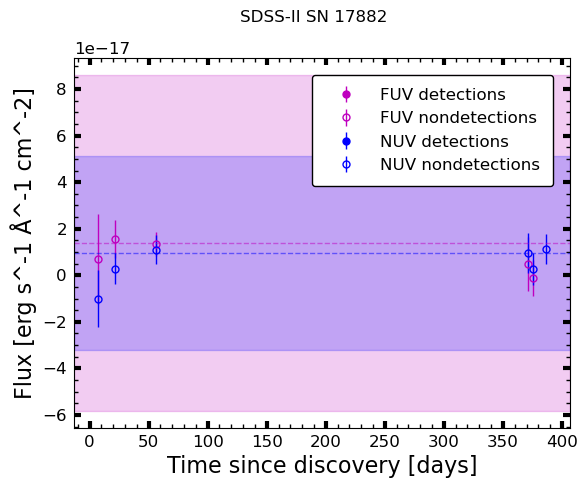 SDSS-II SN 17882
1e−17
FUV detections
FUV nondetections
NUV detections
NUV nondetections
8
6
4
2
0
−2
−4
−6
Flux [erg s^-1 Å^-1 cm^-2]
0 50 100 150 200 250 300 350 400
Time since discovery [days]